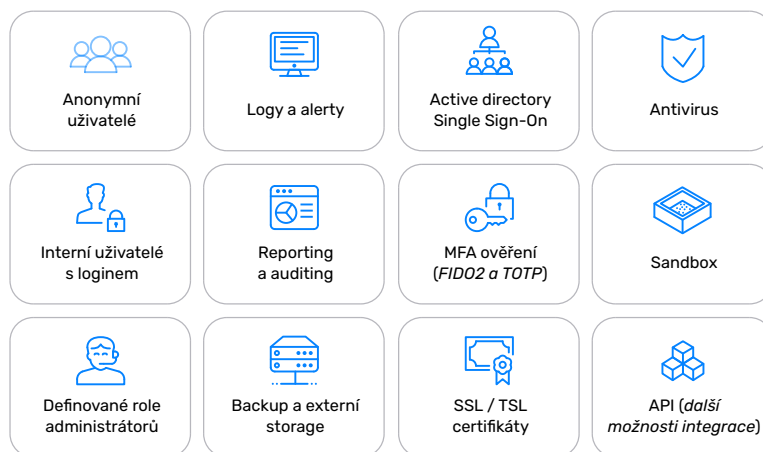 Anonymní
uživatelé
Logy a alerty
Active directory
Single Sign-On
Antivirus
Interní uživatelé
s loginem
Reporting
a auditing
MFA ověření
(FIDO2 a TOTP)
Sandbox
Definované role
administrátorů
Backup a externí
storage
SSL / TSL
certifikáty
API (další
možnosti integrace)